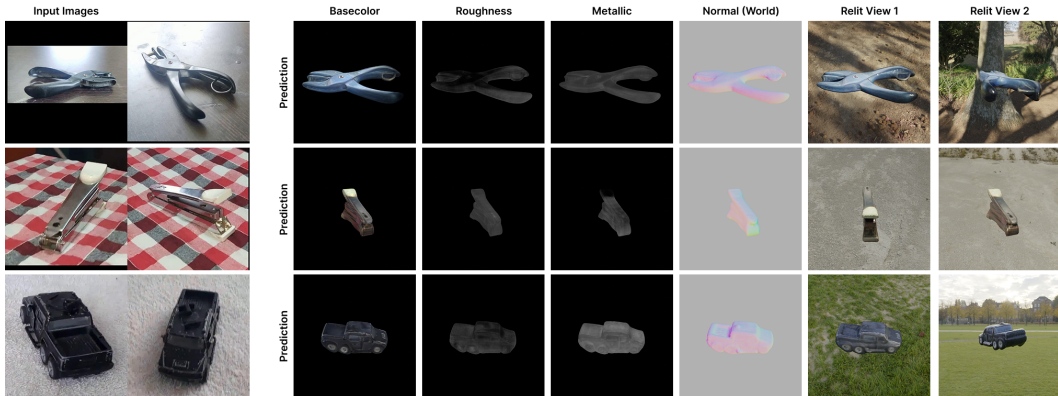 Input Images
Basecolor
Roughness
Metallic
Normal (World)
Relit View 1
Relit View 2
Prediction
Prediction
Prediction